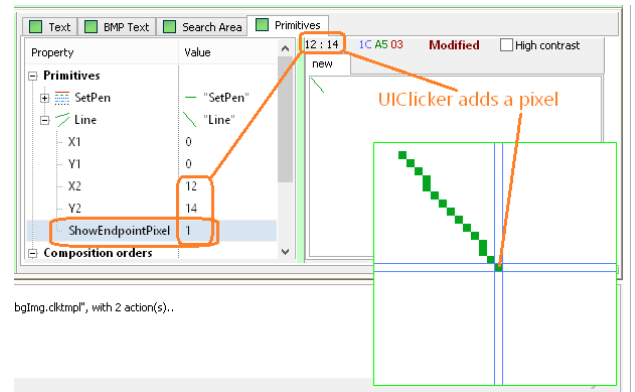 Text BMP Text Search Area Primitives
Property Value 12 : 14 1C A5 03 Modified High contrast
new
Primitives
SetPen "SetPen"
Line "Line"
X1 0
Y1 0
X2 12
Y2 14
ShowEndpointPixel 1
Composition orders
UIClicker adds a pixel
bgImg.clktmpl", with 2 action(s)..